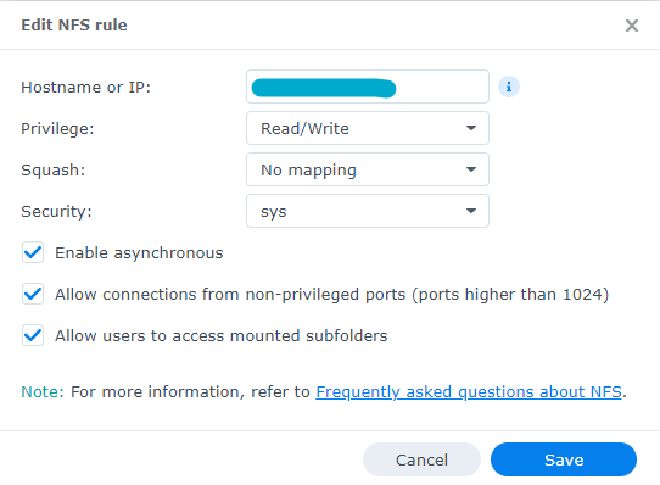 Edit NFS rule
Hostname or IP:
Privilege: Read/Write
Squash: No mapping
Security: sys
Enable asynchronous
Allow connections from non-privileged ports (ports higher than 1024)
Allow users to access mounted subfolders
Note: For more information, refer to Frequently asked questions about NFS.
Cancel Save